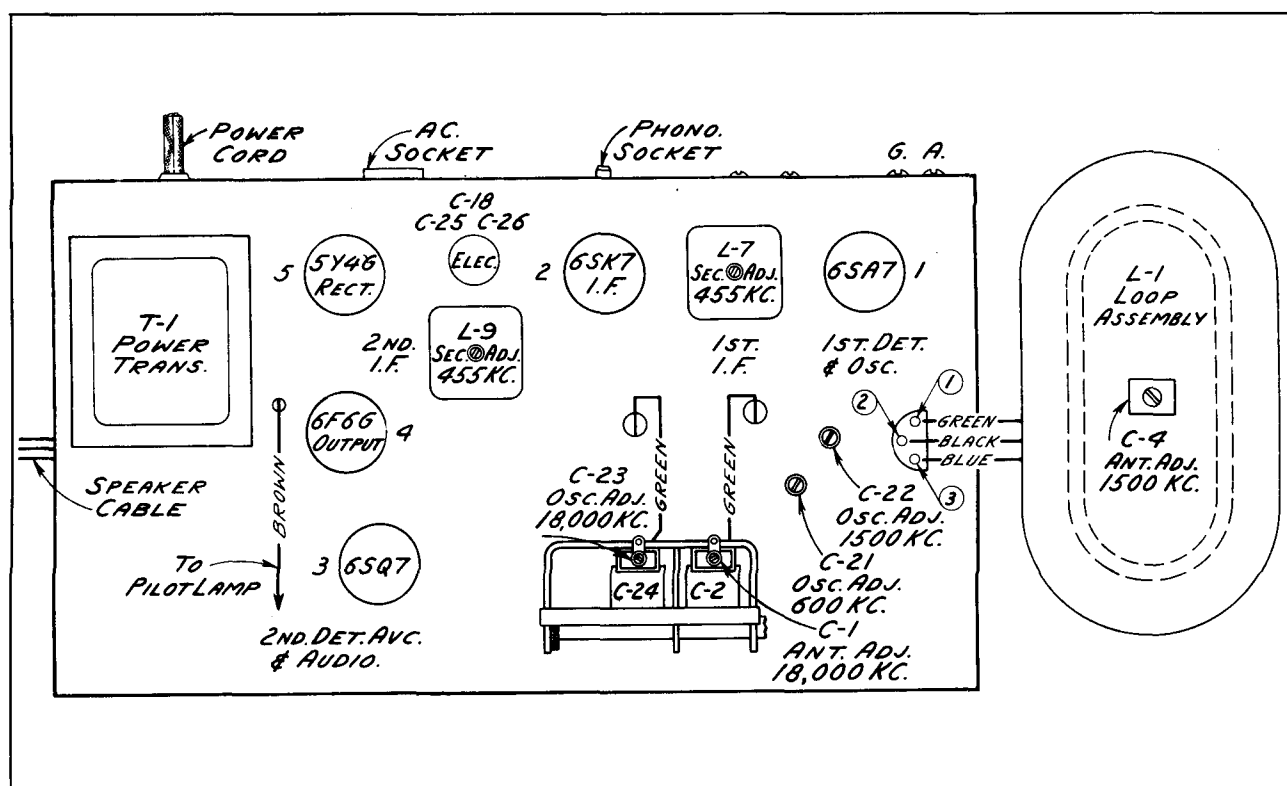 POWER
CORD
AC.
SOCKET
PHONO.
SOCKET
G. A.
T-1
POWER
TRANS.
5
5Y4G
RECT.
C-18
C-25 C-26
ELEC.
2
6SK7
I.F.
L-7
SEC. ADJ.
455KC.
6SA7
1
2ND.
I.F.
L-9
SEC. ADJ.
455KC.
1ST.
I.F.
1ST. DET.
& OSC.
L-1
LOOP
ASSEMBLY
6F6G
OUTPUT
4
1
2
3
GREEN
BLACK
BLUE
C-4
ANT. ADJ.
1500 KC.
SPEAKER
CABLE
BROWN
TO
PILOT LAMP
3
6SQ7
2ND. DET. AVC.
& AUDIO.
C-23
OSC. ADJ.
18,000 KC.
GREEN
GREEN
C-24
C-2
C-22
OSC. ADJ.
1500 KC.
C-21
OSC. ADJ.
600 KC.
C-1
ANT. ADJ.
18,000 KC.